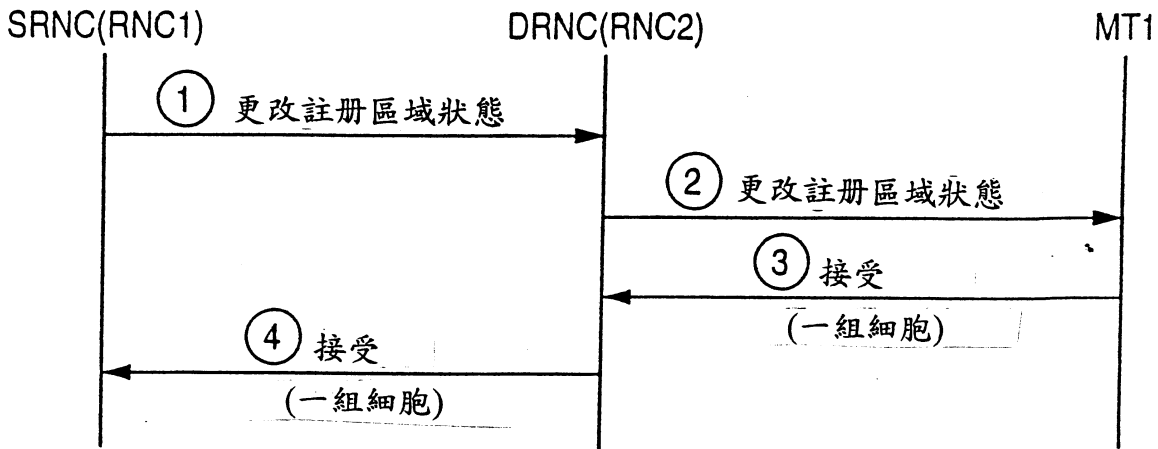 SRNC(RNC1) DRNC(RNC2) MT1
1 更改註册區域狀態
2 更改註册區域狀態
3 接受
(一組細胞)
4 接受
(一組細胞)